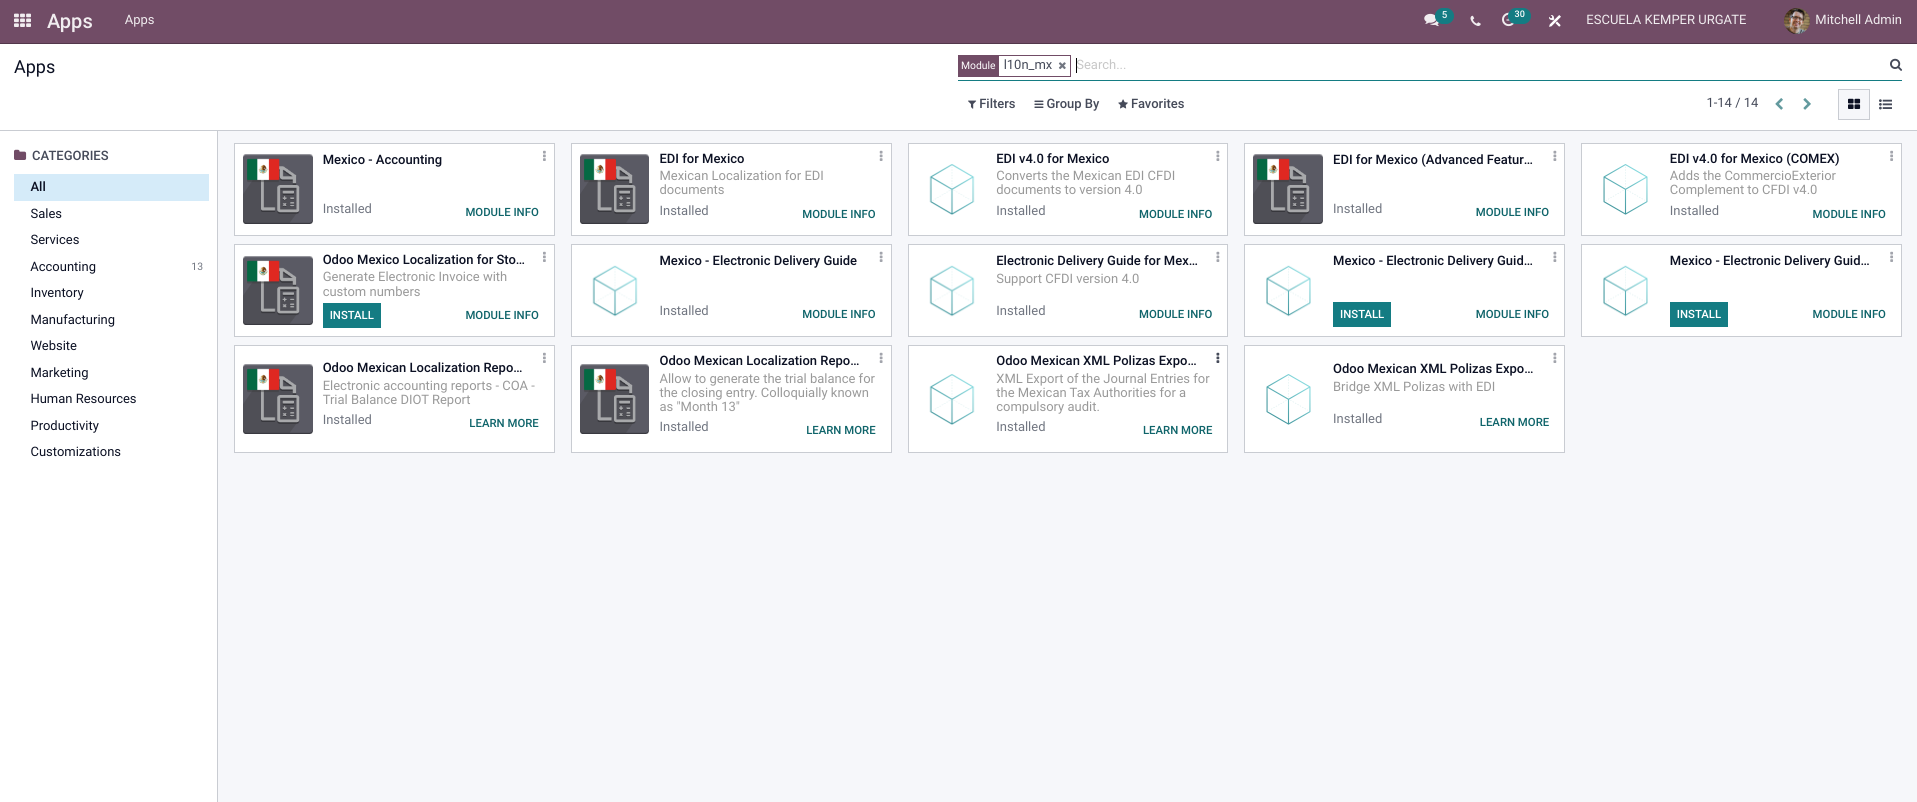 Apps
Apps
5
30
ESCUELA KEMPER URGATE
Mitchell Admin
Apps
Module
l10n_mx
Search...
Filters
Group By
Favorites
1-14 / 14
CATEGORIES
All
Sales
Services
Accounting 13
Inventory
Manufacturing
Website
Marketing
Human Resources
Productivity
Customizations
Mexico - Accounting
Installed
MODULE INFO
EDI for Mexico
Mexican Localization for EDI
documents
Installed
MODULE INFO
EDI v4.0 for Mexico
Converts the Mexican EDI CFDI
documents to version 4.0
Installed
MODULE INFO
EDI for Mexico (Advanced Featur...
Installed
MODULE INFO
EDI v4.0 for Mexico (COMEX)
Adds the CommercioExterior
Complement to CFDI v4.0
Installed
MODULE INFO
Odoo Mexico Localization for Sto...
Generate Electronic Invoice with
custom numbers
INSTALL
MODULE INFO
Mexico - Electronic Delivery Guide
Installed
MODULE INFO
Electronic Delivery Guide for Mex...
Support CFDI version 4.0
Installed
MODULE INFO
Mexico - Electronic Delivery Guid...
INSTALL
MODULE INFO
Mexico - Electronic Delivery Guid...
INSTALL
MODULE INFO
Odoo Mexican Localization Repo...
Electronic accounting reports - COA -
Trial Balance DIOT Report
Installed
LEARN MORE
Odoo Mexican Localization Repo...
Allow to generate the trial balance for
the closing entry. Colloquially known
as "Month 13"
Installed
LEARN MORE
Odoo Mexican XML Polizas Expo...
XML Export of the Journal Entries for
the Mexican Tax Authorities for a
compulsory audit.
Installed
LEARN MORE
Odoo Mexican XML Polizas Expo...
Bridge XML Polizas with EDI
Installed
LEARN MORE